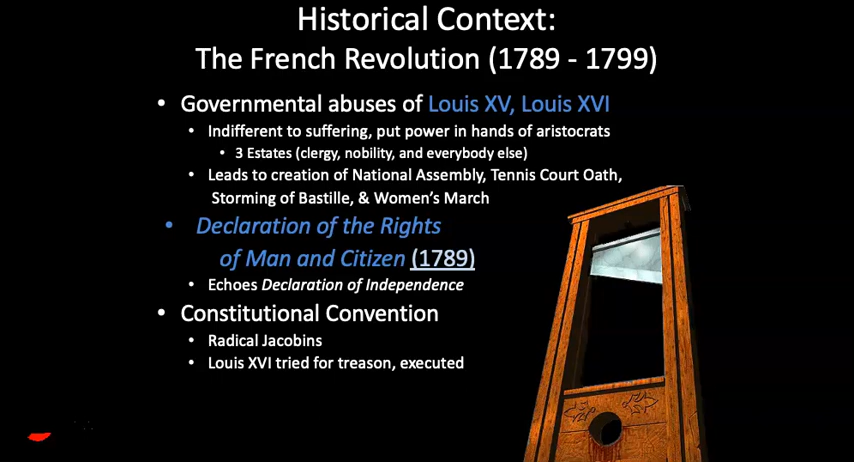 Historical Context:
The French Revolution (1789 - 1799)
• Governmental abuses of Louis XV, Louis XVI
• Indifferent to suffering, put power in hands of aristocrats
• 3 Estates (clergy, nobility, and everybody else)
• Leads to creation of National Assembly, Tennis Court Oath,
Storming of Bastille, & Women's March
• Declaration of the Rights
of Man and Citizen (1789)
• Echoes Declaration of Independence
• Constitutional Convention
• Radical Jacobins
• Louis XVI tried for treason, executed